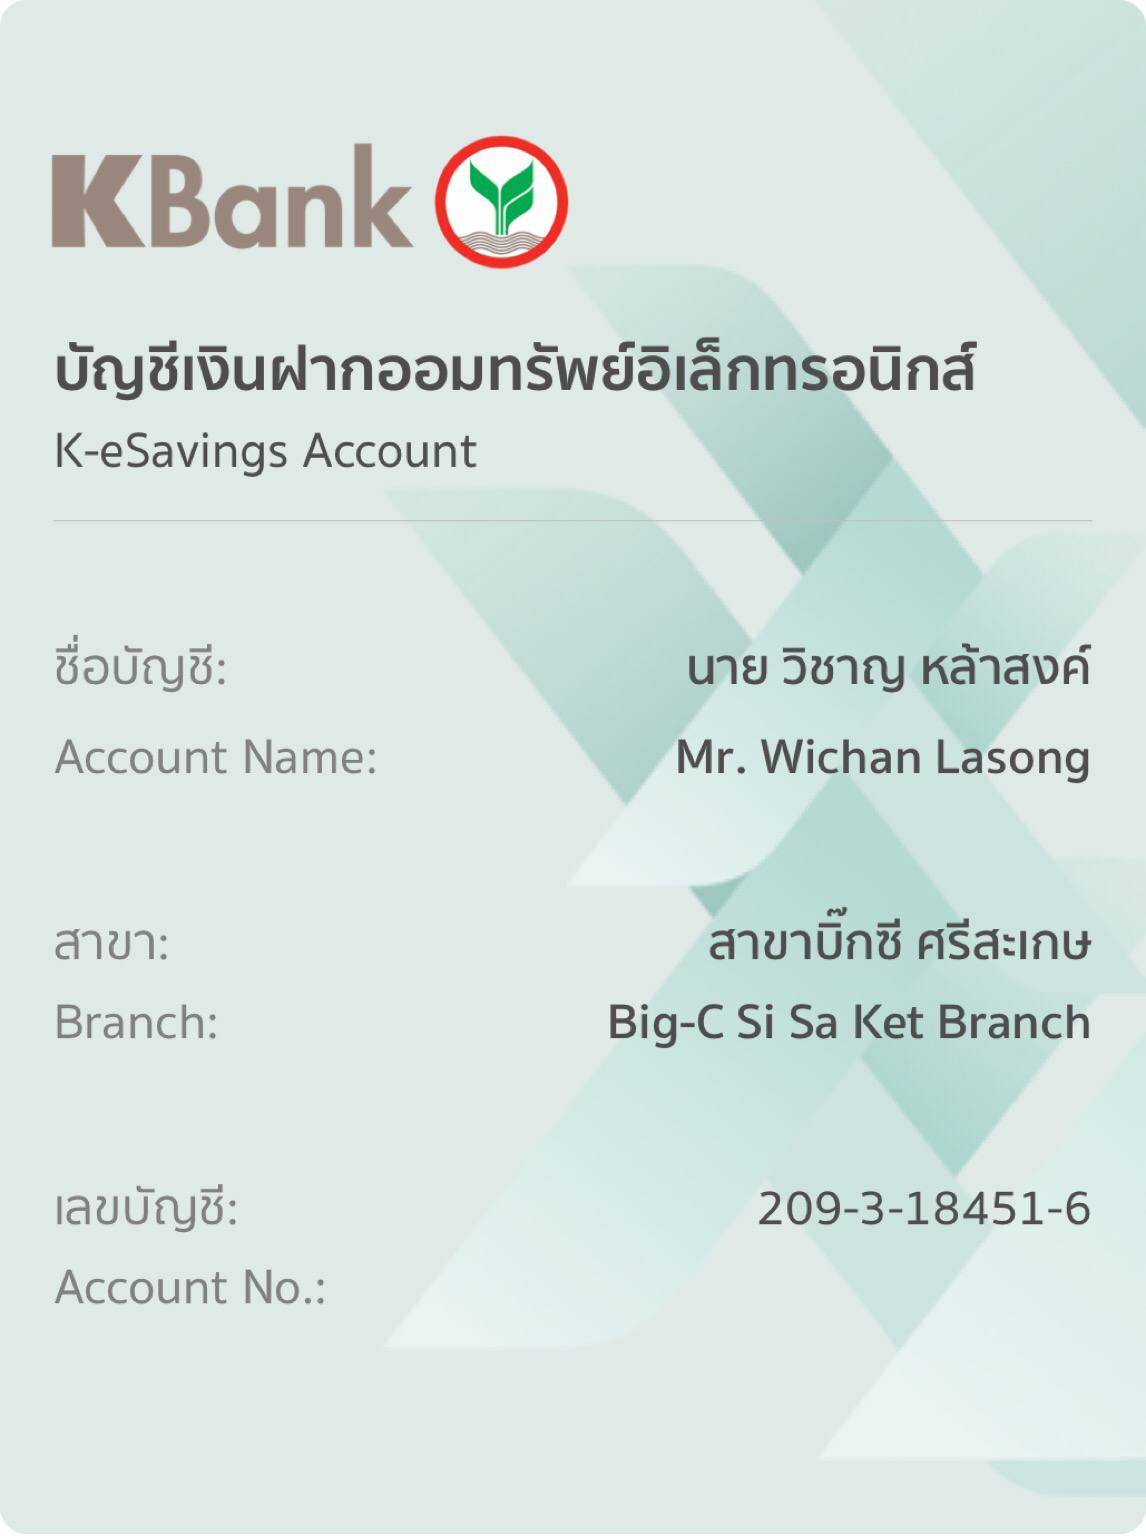 KBank
บัญชีเงินฝากออมทรัพย์อิเล็กทรอนิกส์
K-eSavings Account
ชื่อบัญชี: นาย วิชาญ หล้าสงค์
Account Name: Mr. Wichan Lasong
สาขา: สาขาบิ๊กซี ศรีสะเกษ
Branch: Big-C Si Sa Ket Branch
เลขบัญชี: 209-3-18451-6
Account No.: